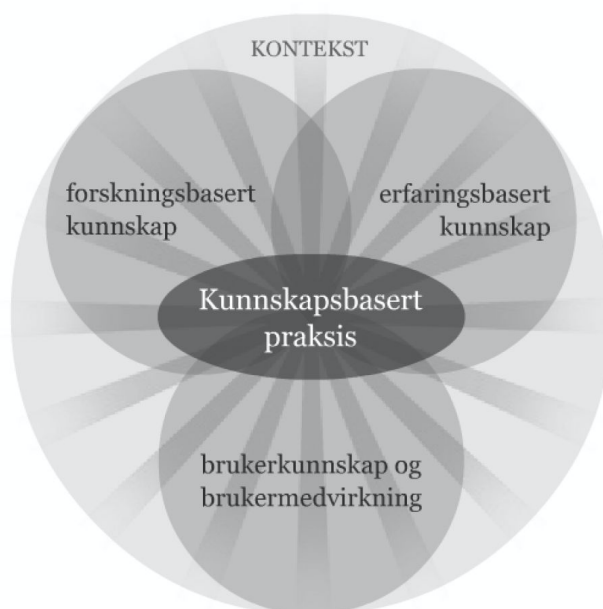 KONTEKST
forskningsbasert
kunnskap
erfaringsbasert
kunnskap
Kunnskapsbasert
praksis
brukerkunnskap og
brukermedvirkning